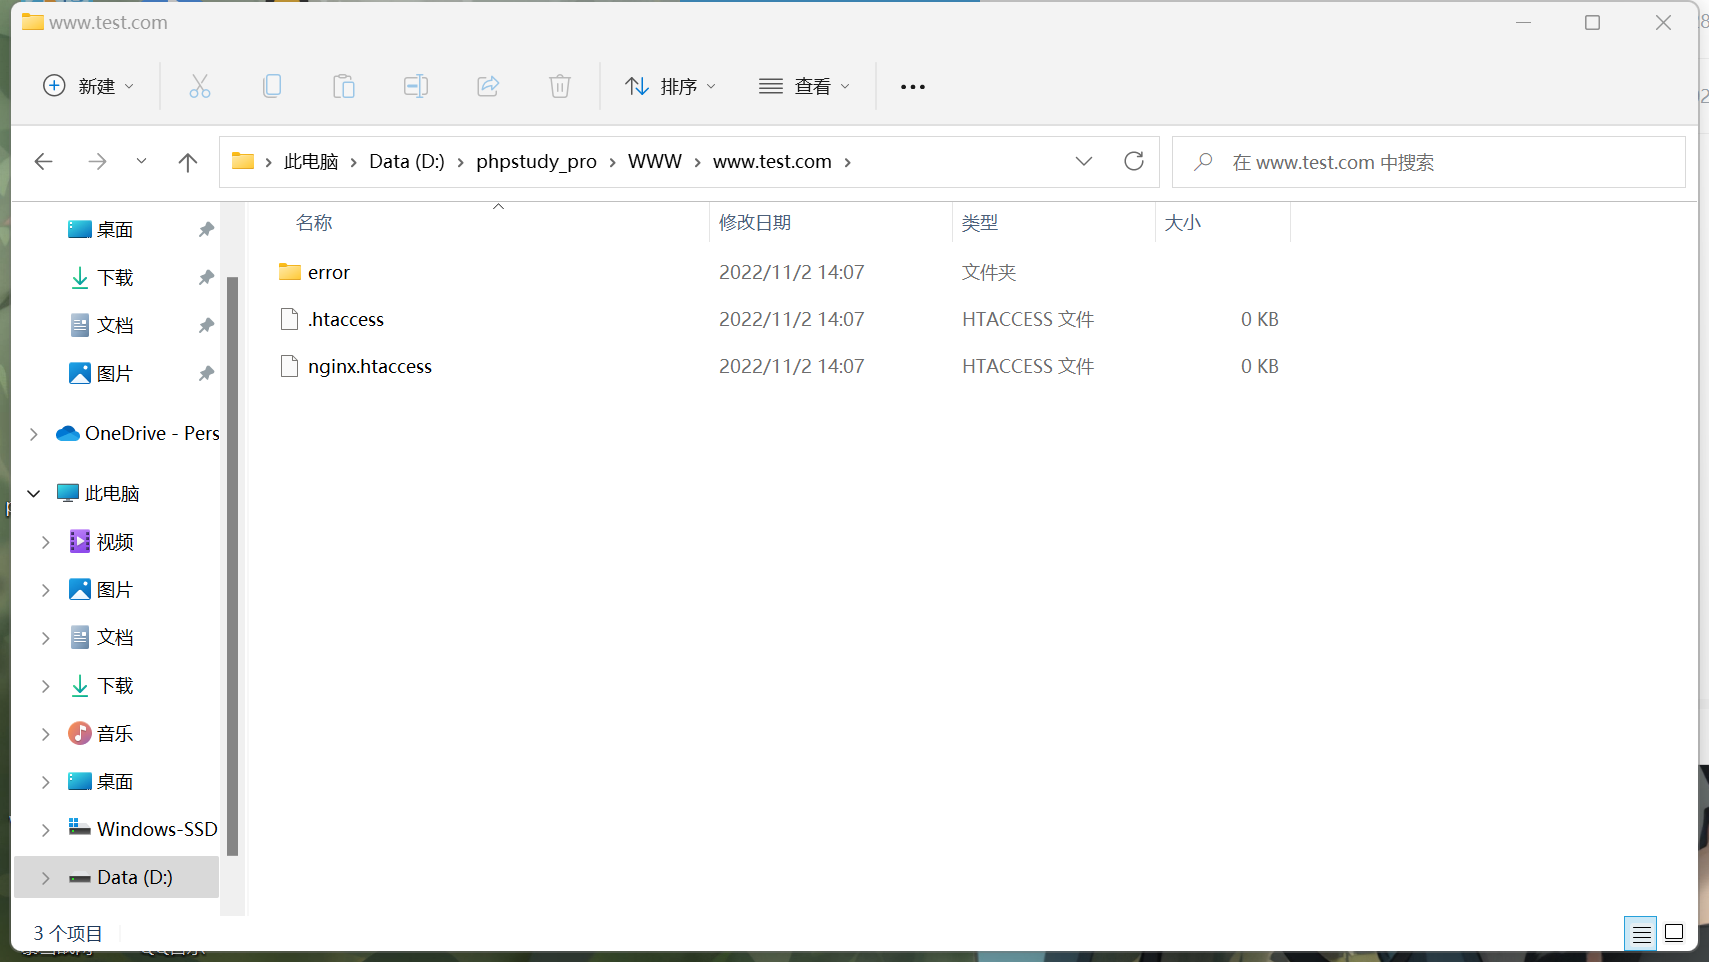 www.test.com
新建 排序 查看
此电脑 Data (D:) phpstudy_pro WWW www.test.com
在 www.test.com 中搜索
名称 修改日期 类型 大小
error 2022/11/2 14:07 文件夹
.htaccess 2022/11/2 14:07 HTACCESS 文件 0 KB
nginx.htaccess 2022/11/2 14:07 HTACCESS 文件 0 KB
桌面
下载
文档
图片
OneDrive - Pers
此电脑
视频
图片
文档
下载
音乐
桌面
Windows-SSD
Data (D:)
3 个项目